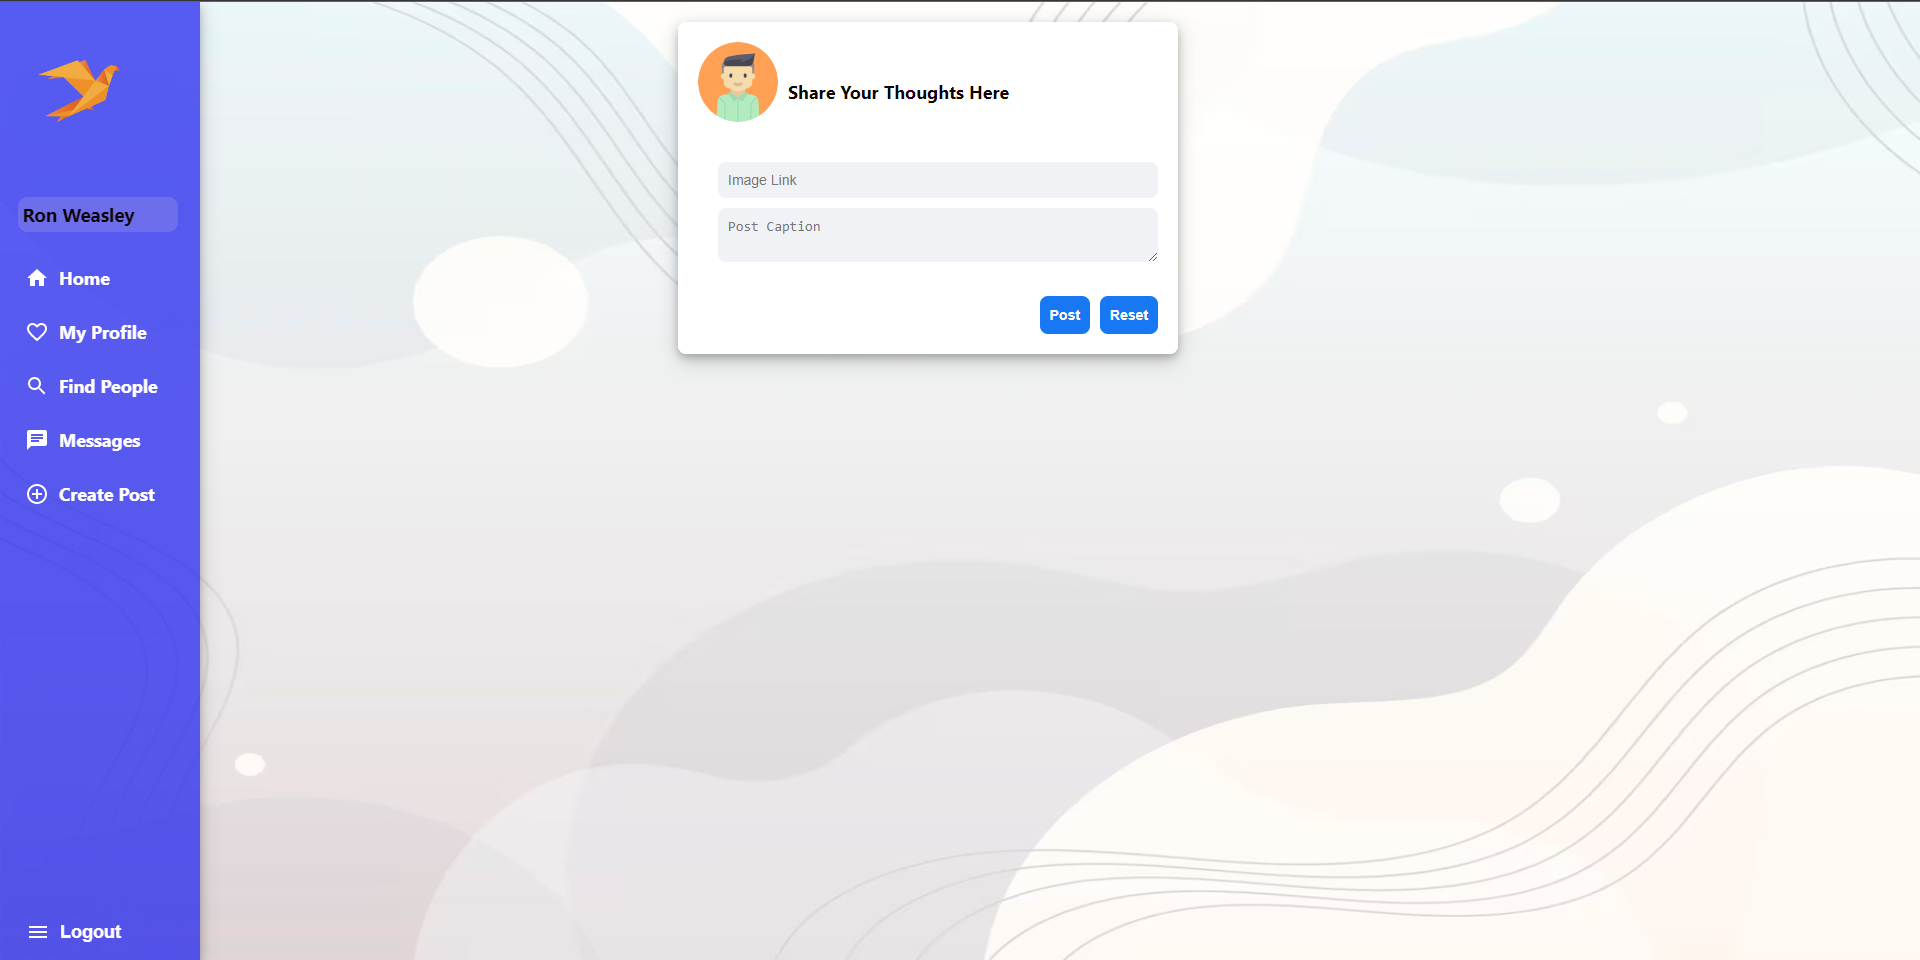 Ron Weasley
Home
My Profile
Find People
Messages
Create Post
Logout
Share Your Thoughts Here
Image Link
Post Caption
Post Reset